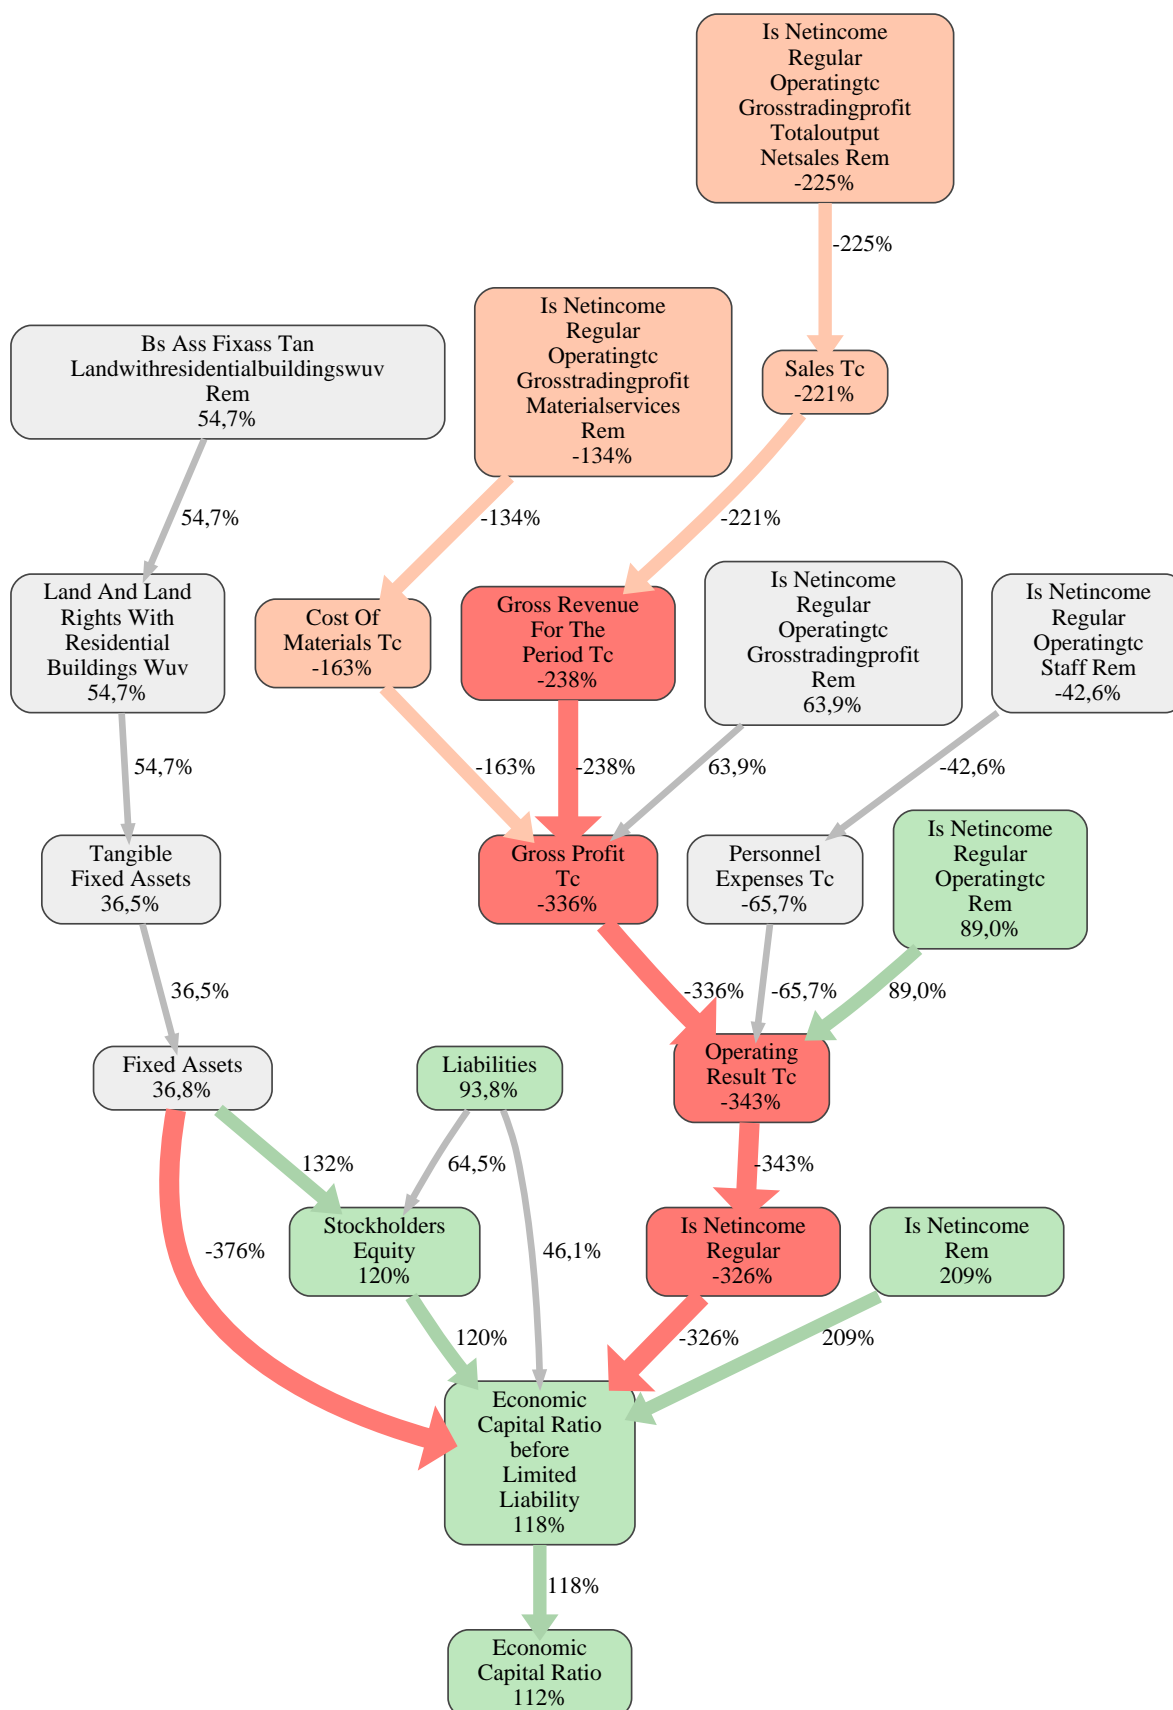 Is Netincome
Regular
Operatingtc
Grosstradingprofit
Totaloutput
Netsales Rem
-225%
-225%
Bs Ass Fixass Tan
Landwithresidentialbuildingswuv
Rem
54,7%
Is Netincome
Regular
Operatingtc
Grosstradingprofit
Materialservices
Rem
-134%
Sales Tc
-221%
54,7%
-134%
-221%
Land And Land
Rights With
Residential
Buildings Wuv
54,7%
Cost Of
Materials Tc
-163%
Gross Revenue
For The
Period Tc
-238%
Is Netincome
Regular
Operatingtc
Grosstradingprofit
Rem
63,9%
Is Netincome
Regular
Operatingtc
Staff Rem
-42,6%
54,7%
-163%
-238%
63,9%
-42,6%
Tangible
Fixed Assets
36,5%
Gross Profit
Tc
-336%
Personnel
Expenses Tc
-65,7%
Is Netincome
Regular
Operatingtc
Rem
89,0%
36,5%
-336%
-65,7%
89,0%
Fixed Assets
36,8%
Liabilities
93,8%
Operating
Result Tc
-343%
132%
64,5%
-343%
Stockholders
Equity
120%
-376%
46,1%
Is Netincome
Regular
-326%
Is Netincome
Rem
209%
120%
-326%
209%
Economic
Capital Ratio
before
Limited
Liability
118%
118%
Economic
Capital Ratio
112%